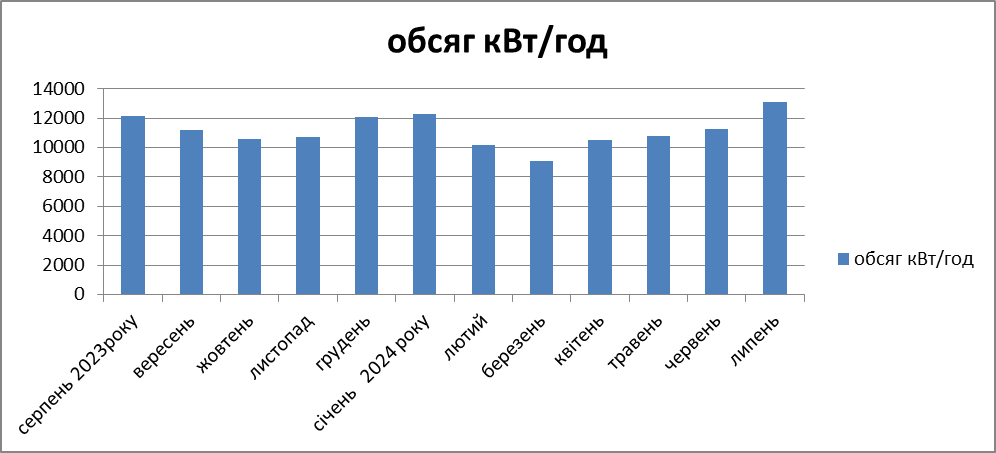 обсяг кВт/год
14000
12000
10000
8000
6000
4000
2000
0
серпень 2023року
вересень
жовтень
листопад
грудень
січень 2024 року
лютий
березень
квітень
травень
червень
липень
обсяг кВт/год